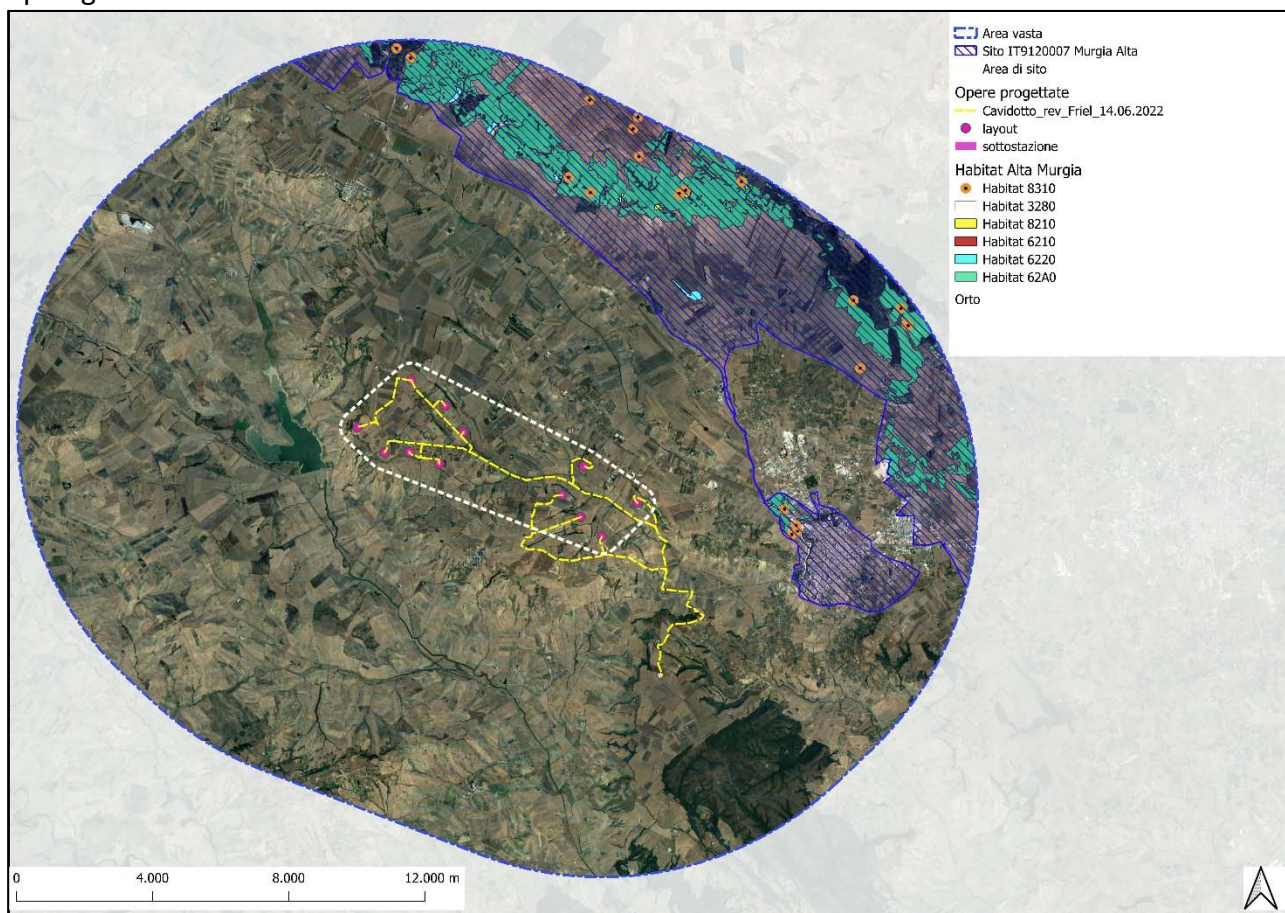 Area vasta
Sito IT9120007 Murgia Alta
Area di sito
Opere progettate
Cavidotto_rev_Friel_14.06.2022
layout
sottostazione
Habitat Alta Murgia
Habitat 8310
Habitat 3280
Habitat 8210
Habitat 6210
Habitat 6220
Habitat 62A0
Orto
0 4.000 8.000 12.000 m